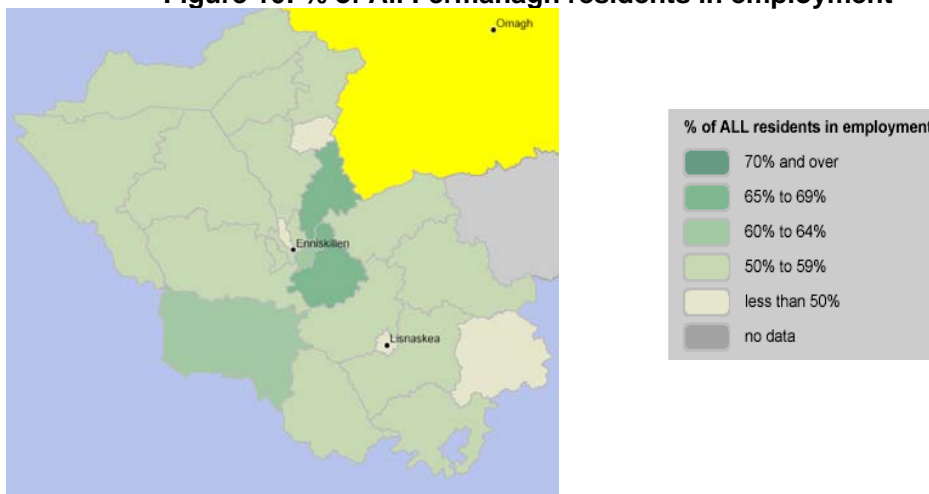 Figure 10: % of All Fermanagh residents in employment
Omagh
Enniskillen
Lisnaskea
% of ALL residents in employment
70% and over
65% to 69%
60% to 64%
50% to 59%
less than 50%
no data